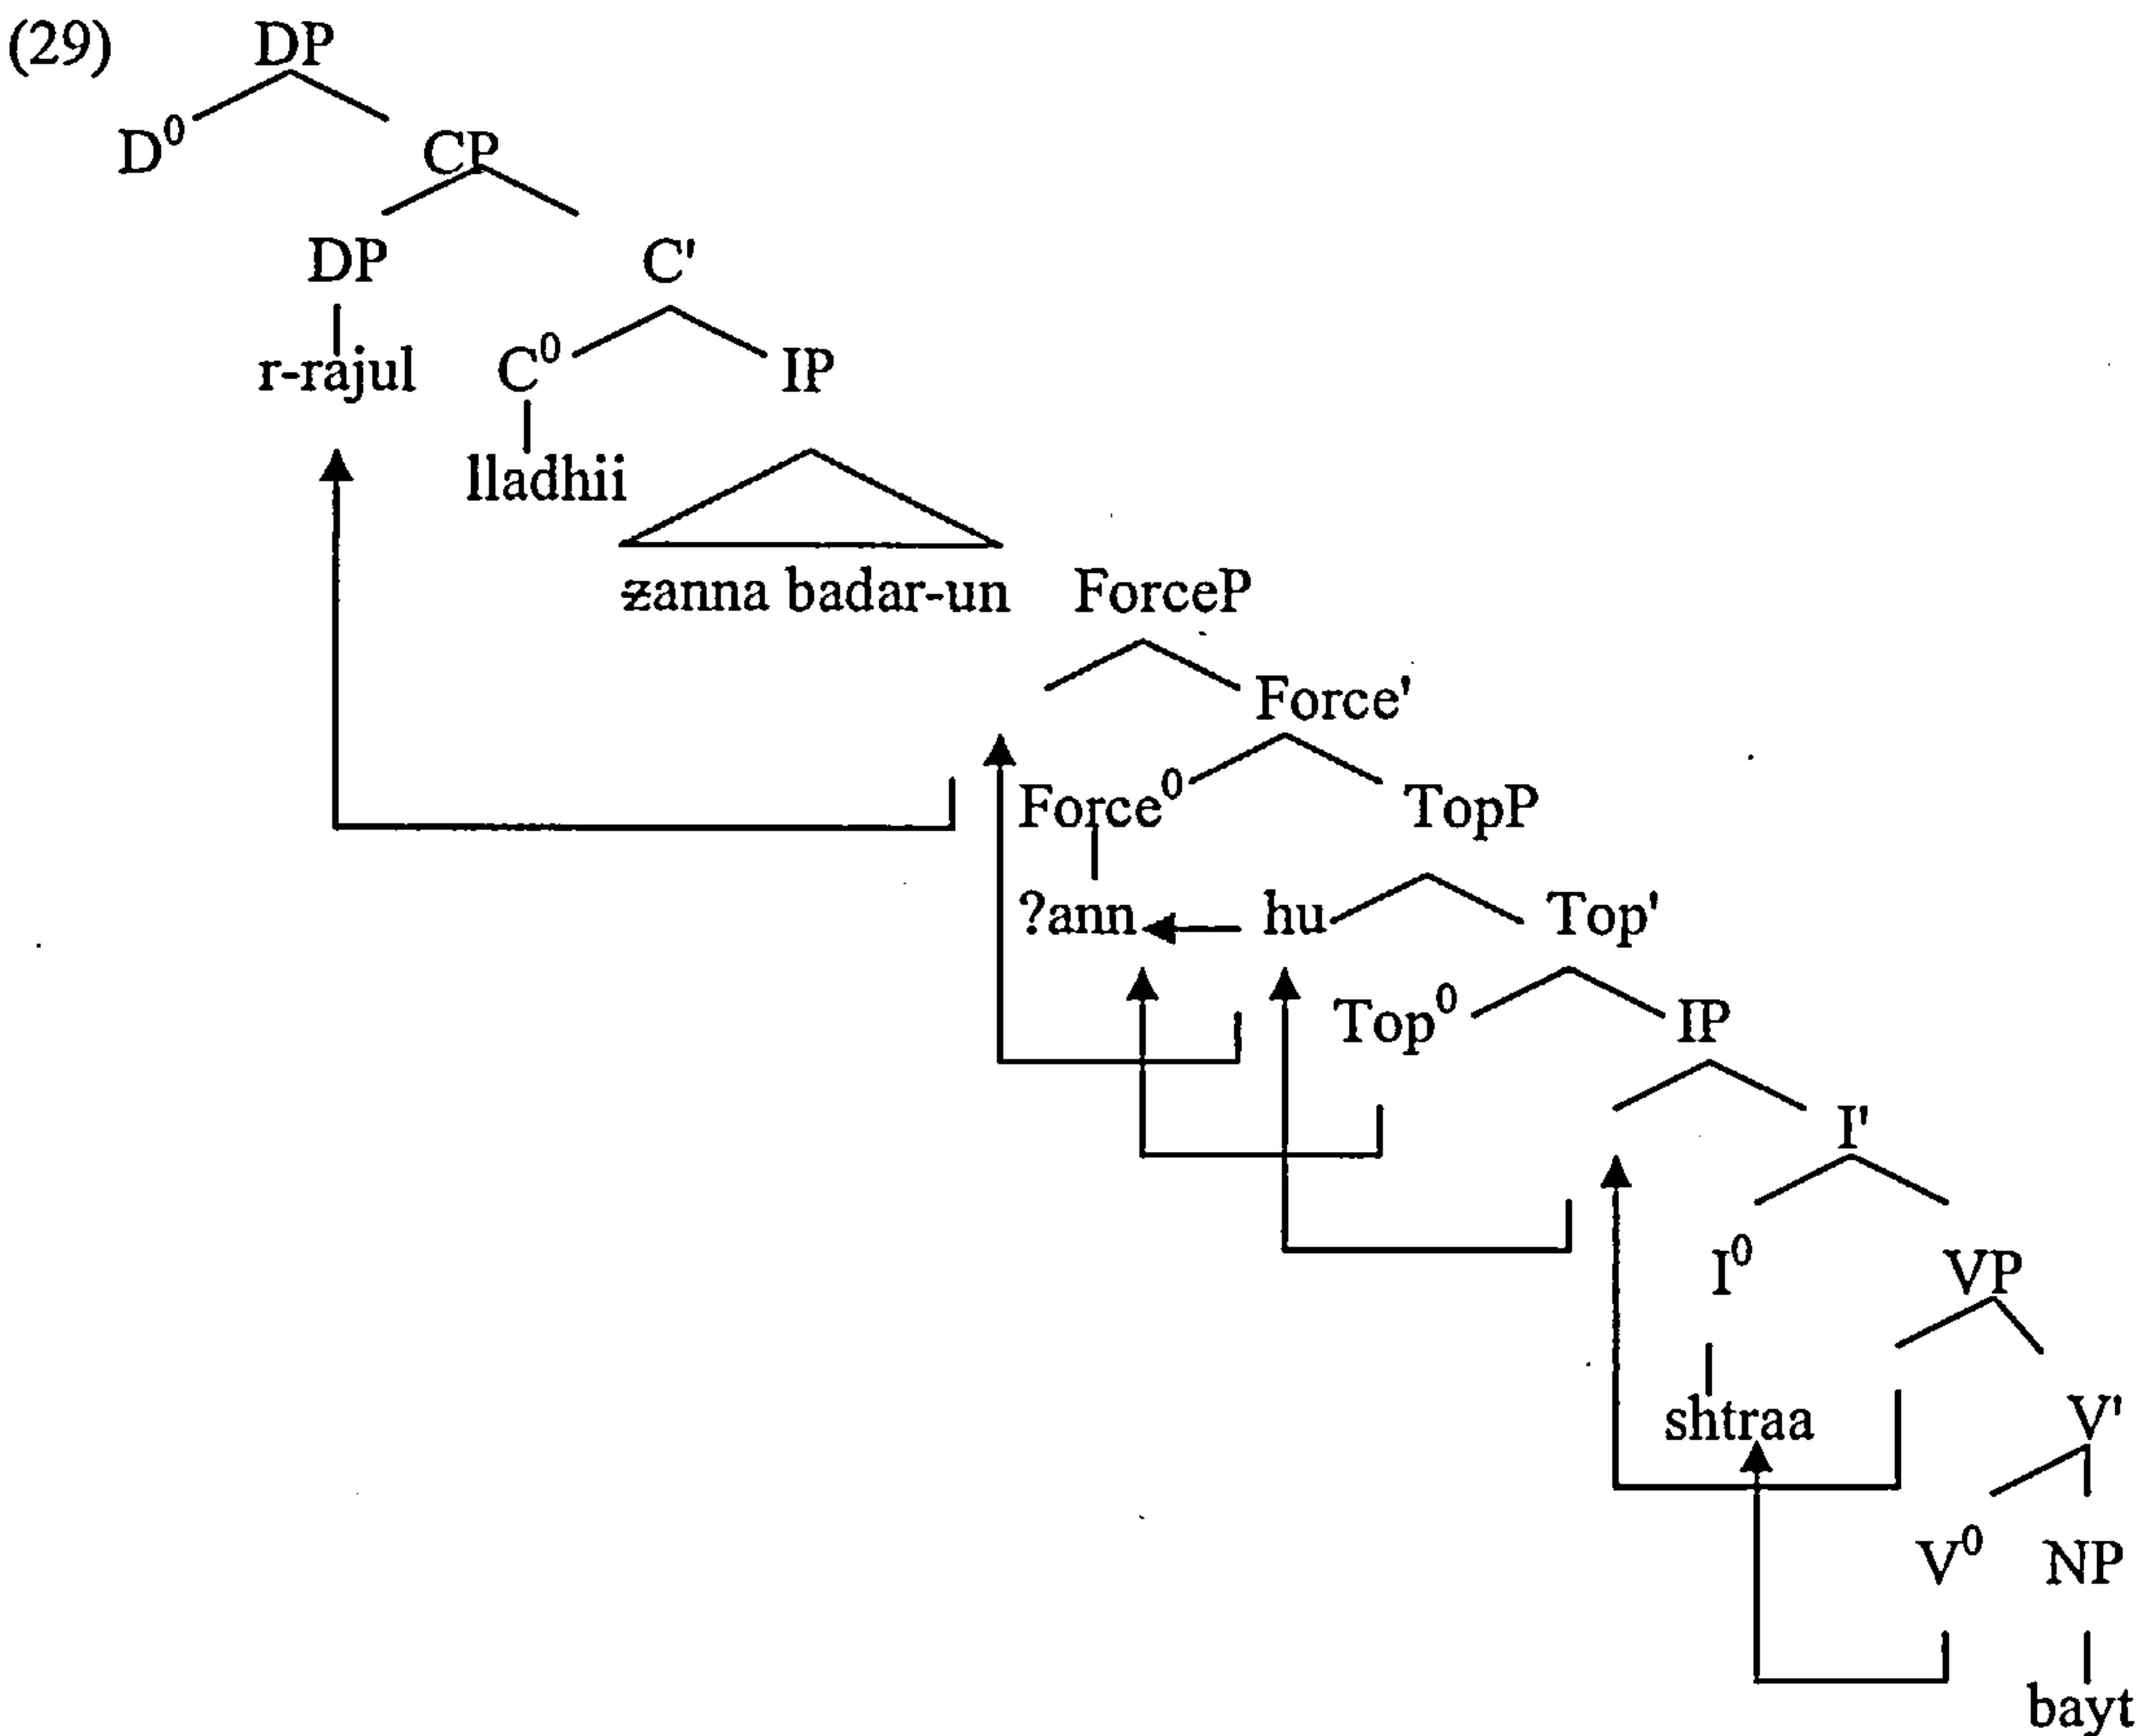 (29) DP
D⁰ CP
DP C'
r-rajul C⁰ IP
lladhii
zanna badar-un ForceP
Force'
Force⁰ TopP
?ann hu Top'
Top⁰ IP
I'
I⁰ VP
shtraa V'
V⁰ NP
bayt